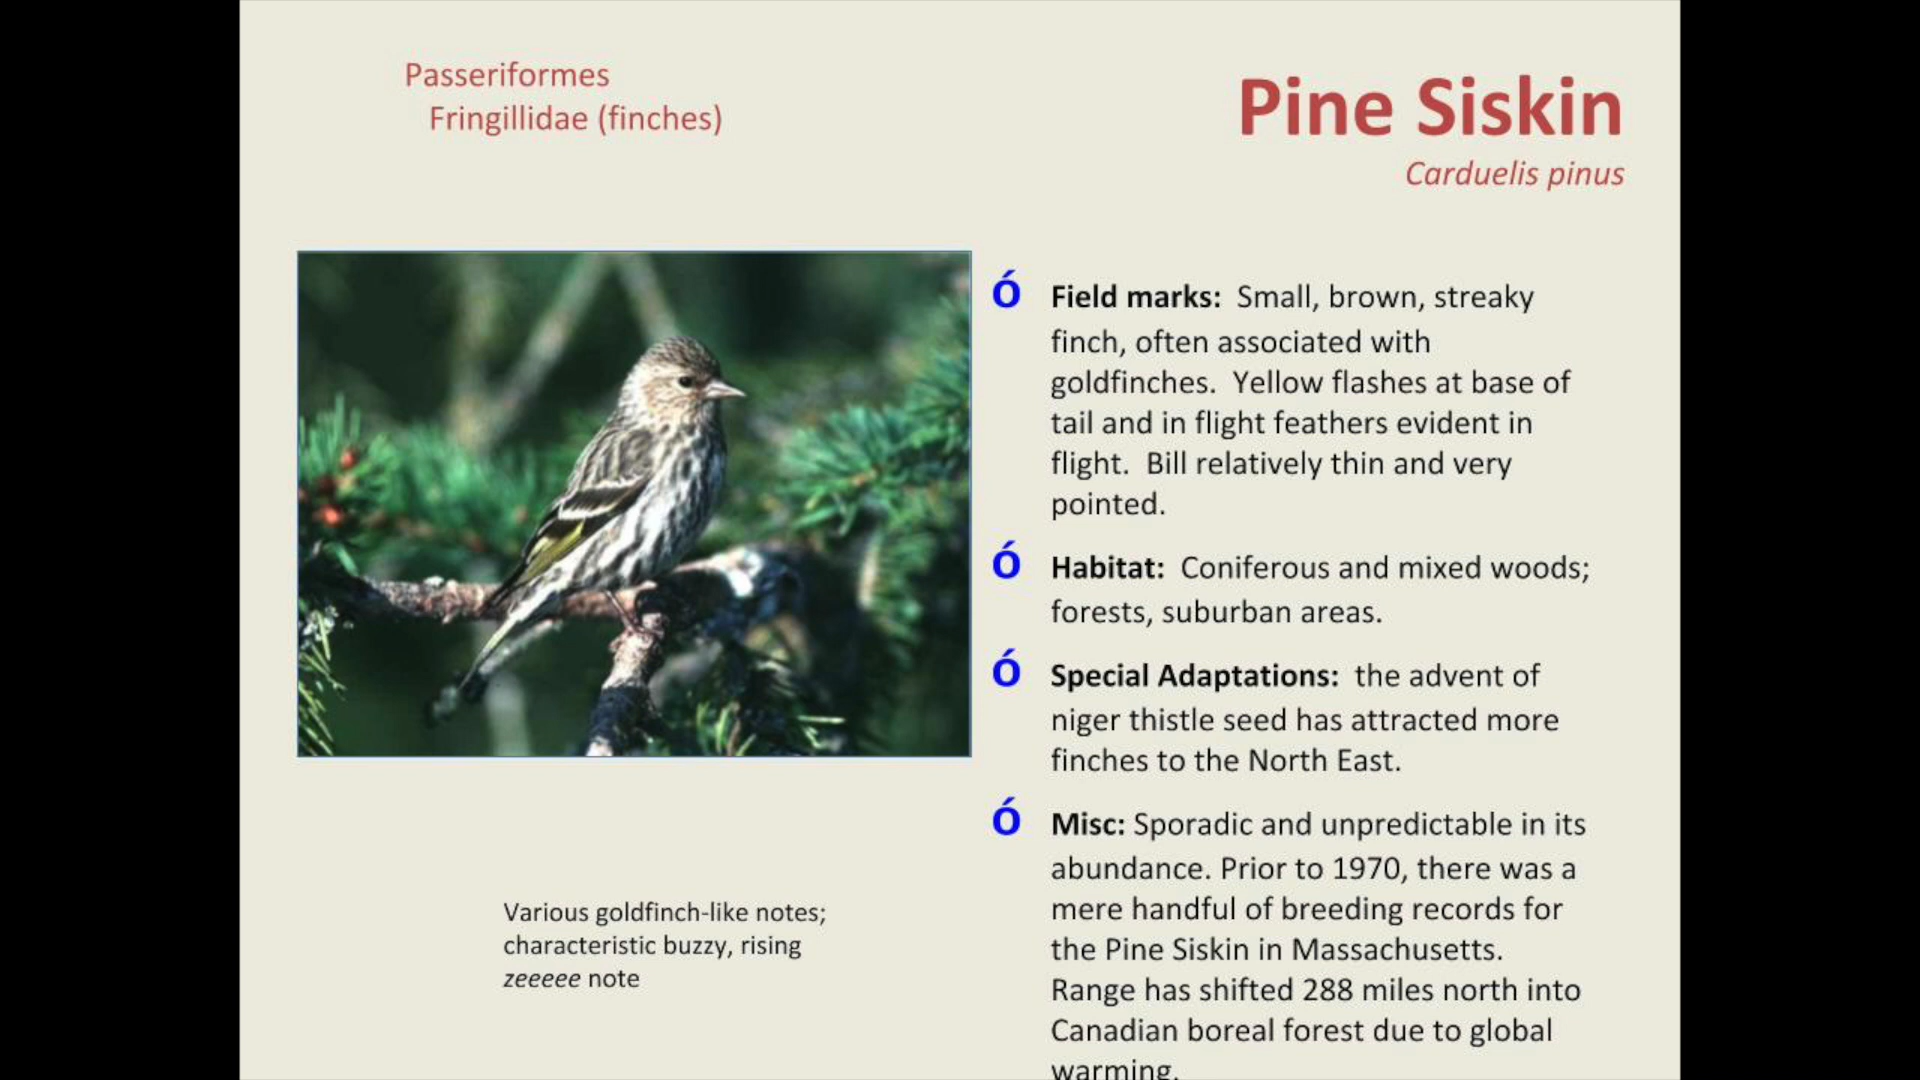 Passeriformes
Fringillidae (finches)
Pine Siskin
Carduelis pinus
Ó Field marks: Small, brown, streaky
finch, often associated with
goldfinches. Yellow flashes at base of
tail and in flight feathers evident in
flight. Bill relatively thin and very
pointed.
Ó Habitat: Coniferous and mixed woods;
forests, suburban areas.
Ó Special Adaptations: the advent of
niger thistle seed has attracted more
finches to the North East.
Ó Misc: Sporadic and unpredictable in its
abundance. Prior to 1970, there was a
mere handful of breeding records for
the Pine Siskin in Massachusetts.
Range has shifted 288 miles north into
Canadian boreal forest due to global
warming.
Various goldfinch-like notes;
characteristic buzzy, rising
zeeeee note